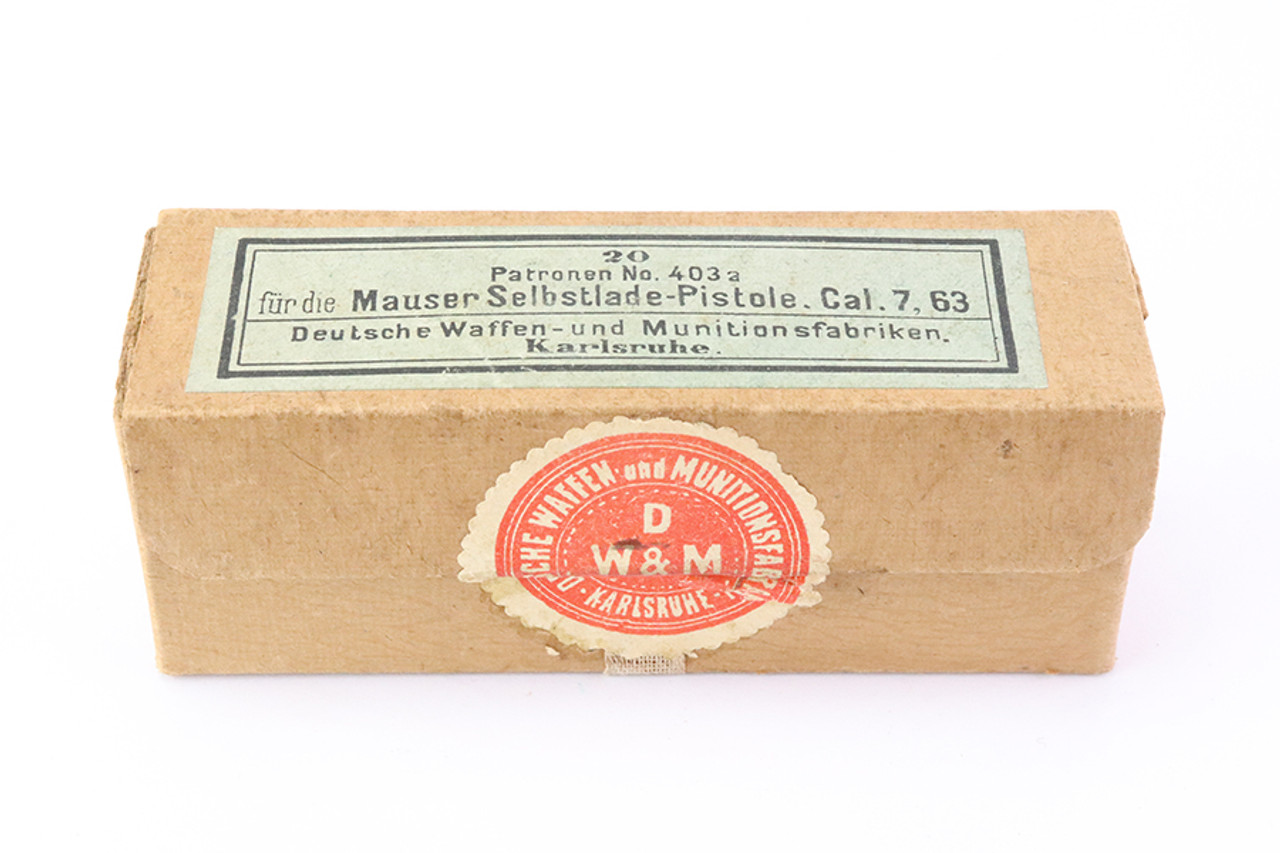 20
Patronen No. 403a
für die Mauser Selbstlade-Pistole. Cal. 7,63
Deutsche Waffen- und Munitionsfabriken.
Karlsruhe.
WAFFEN und
D
W&M
KARLSRUHE